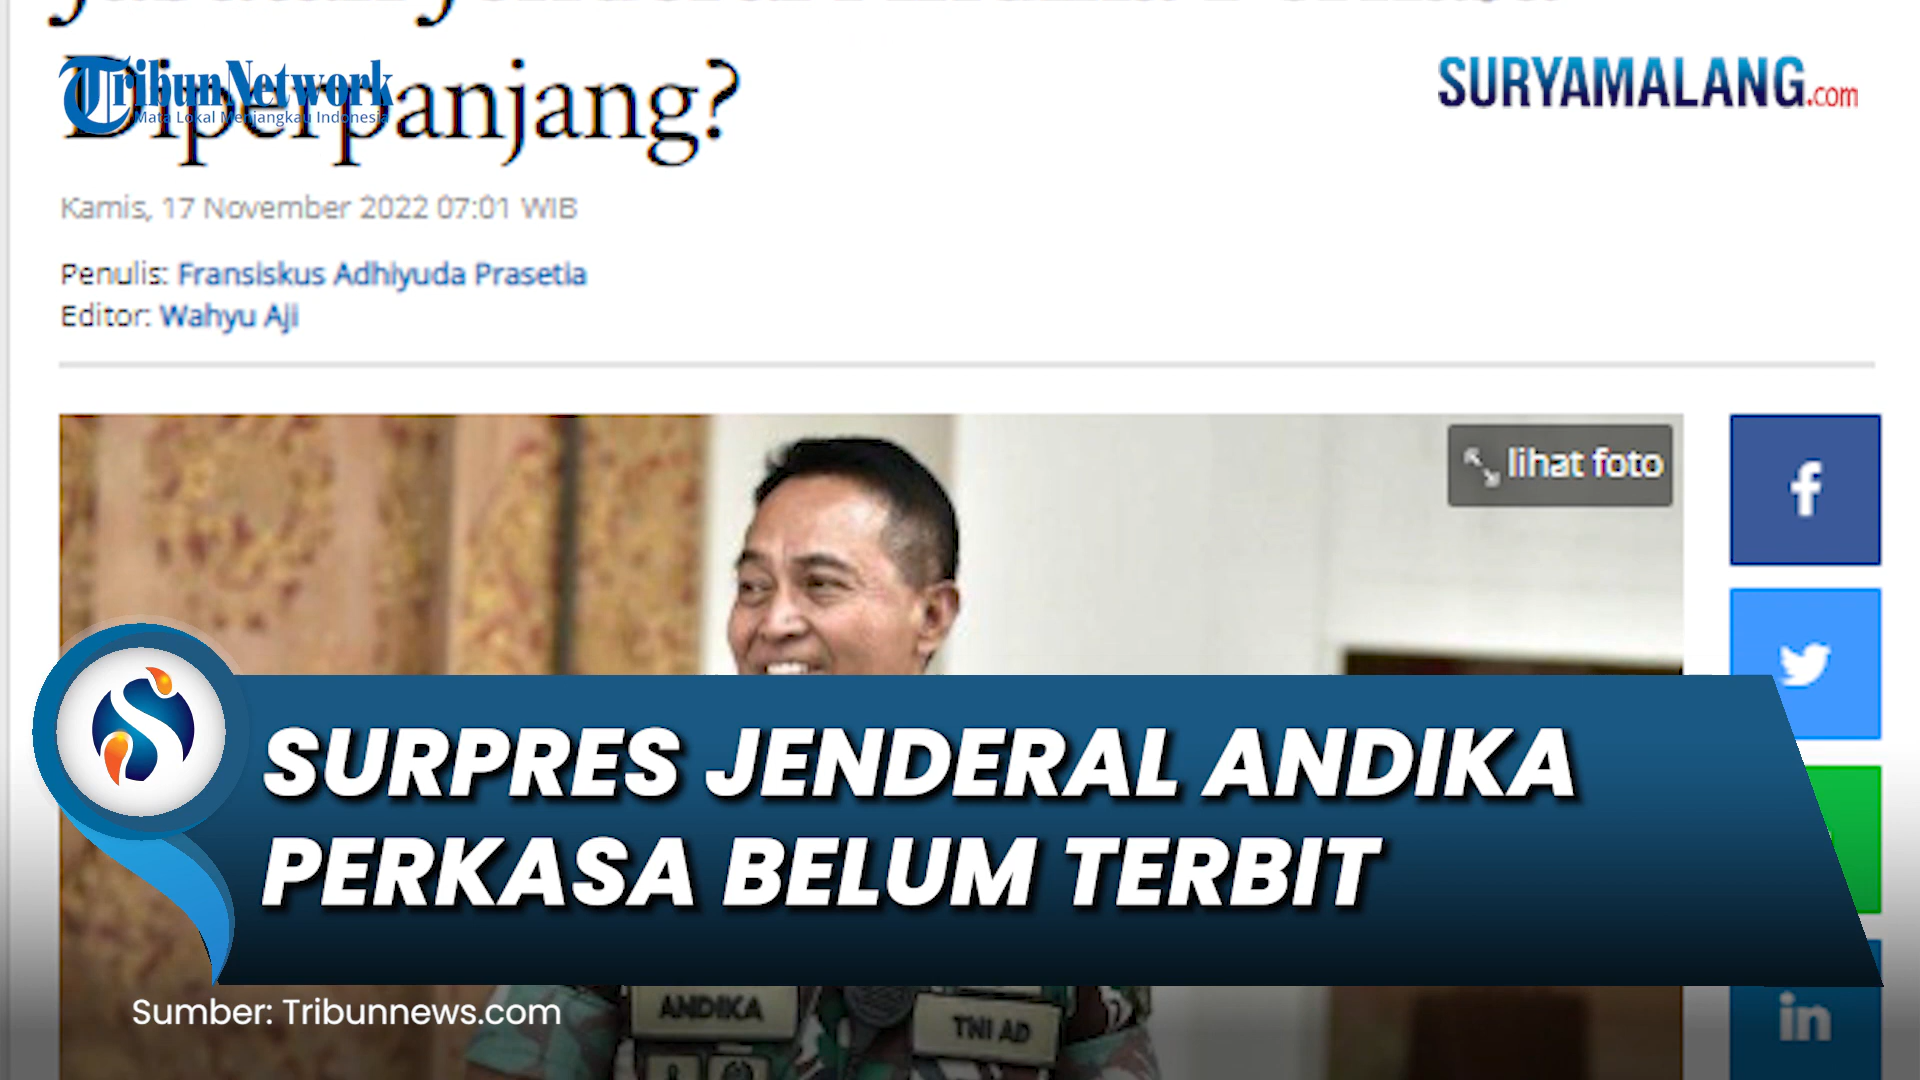 Diperpanjang?
TribunNetwork
Mata Lokal Menjangkau Indonesia
SURYAMALANG.com
Kamis, 17 November 2022 07:01 WIB
Penulis: Fransiskus Adhiyuda Prasetia
Editor: Wahyu Aji
lihat foto
SURPRES JENDERAL ANDIKA
PERKASA BELUM TERBIT
Sumber: Tribunnews.com
ANDIKA
TNI AD